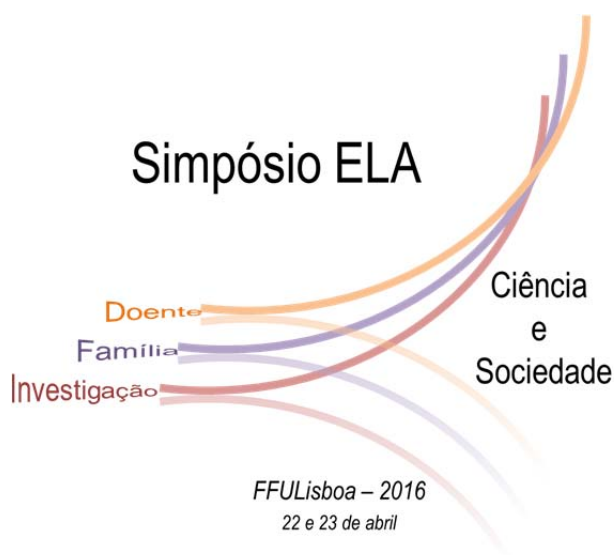 Simpósio ELA
Doente
Família
Investigação
Ciência
e
Sociedade
FFULisboa – 2016
22 e 23 de abril